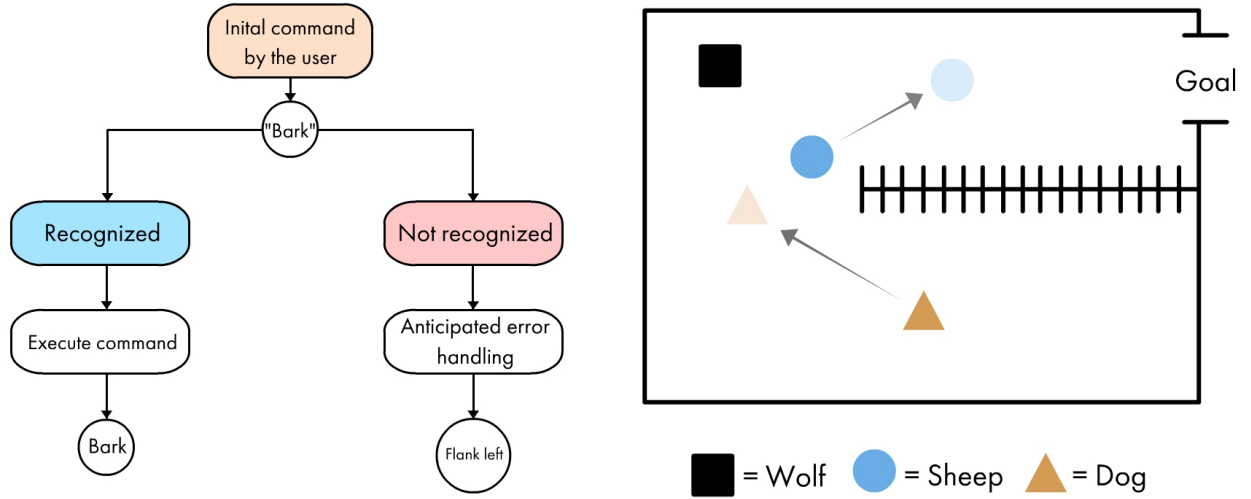 Inital command
by the user
"Bark"
Recognized
Not recognized
Execute command
Anticipated error
handling
Bark
Flank left
Goal
= Wolf
= Sheep
= Dog